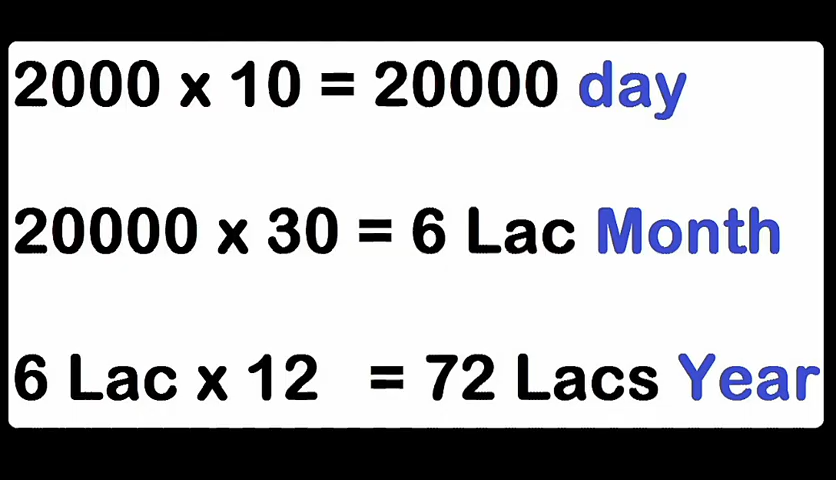 2000 x 10 = 20000 day
20000 x 30 = 6 Lac Month
6 Lac x 12 = 72 Lacs Year